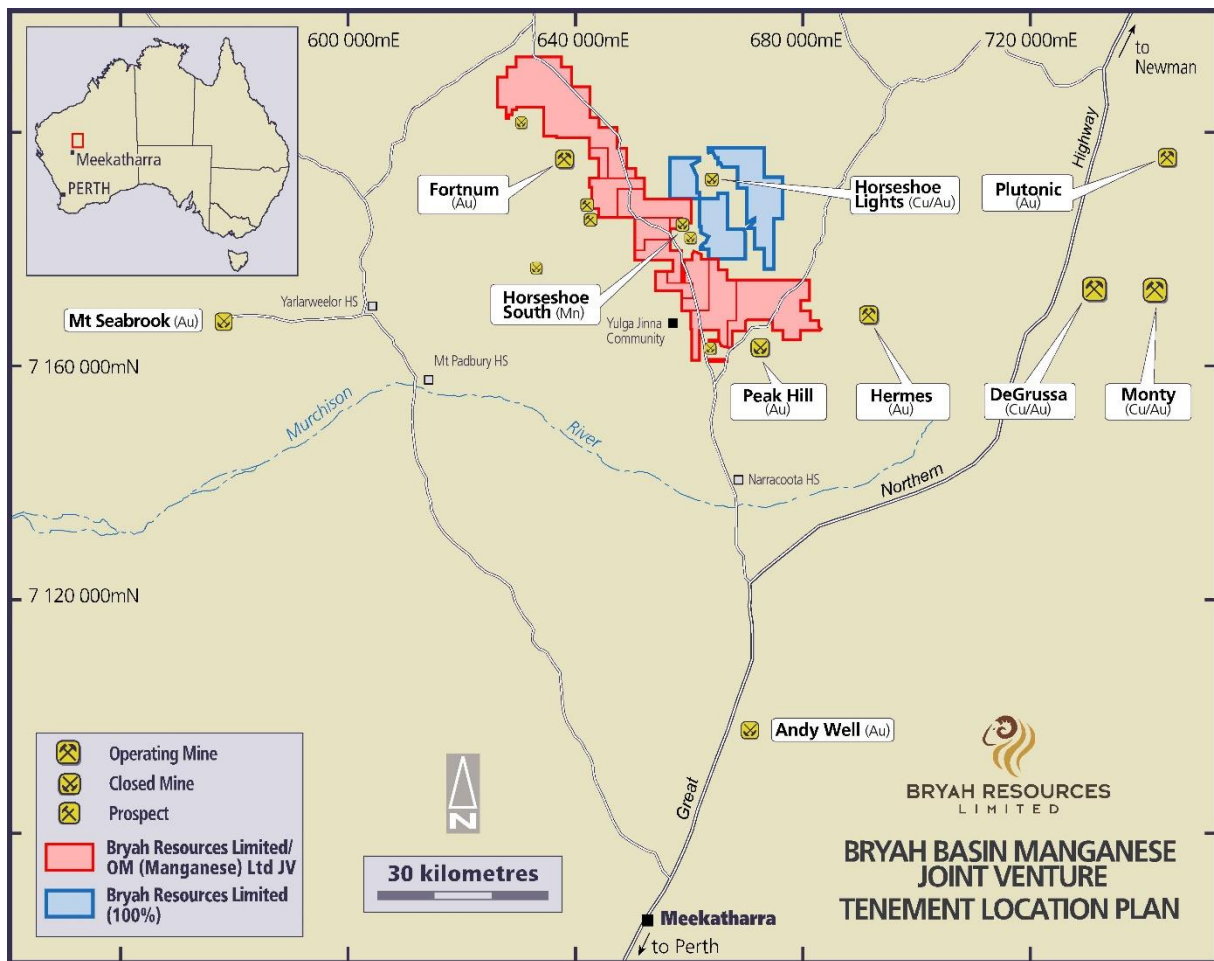 600 000mE
640 000mE
680 000mE
720 000mE
to
Newman
Meekatharra
PERTH
Fortnum
(Au)
Horseshoe
Lights (Cu/Au)
Plutonic
(Au)
Highway
Horseshoe
South (Mn)
Yarlarweelor HS
Mt Seabrook (Au)
Yulga Jinna
Community
Mt Padbury HS
7 160 000mN
Peak Hill
(Au)
Hermes
(Au)
DeGrussa
(Cu/Au)
Monty
(Cu/Au)
Murchison
River
Narracoota HS
Northern
7 120 000mN
Andy Well (Au)
Great
Operating Mine
Closed Mine
Prospect
Bryah Resources Limited/
OM (Manganese) Ltd JV
Bryah Resources Limited
(100%)
N
30 kilometres
Meekatharra
to Perth
BRYAH RESOURCES
LIMITED
BRYAH BASIN MANGANESE
JOINT VENTURE
TENEMENT LOCATION PLAN